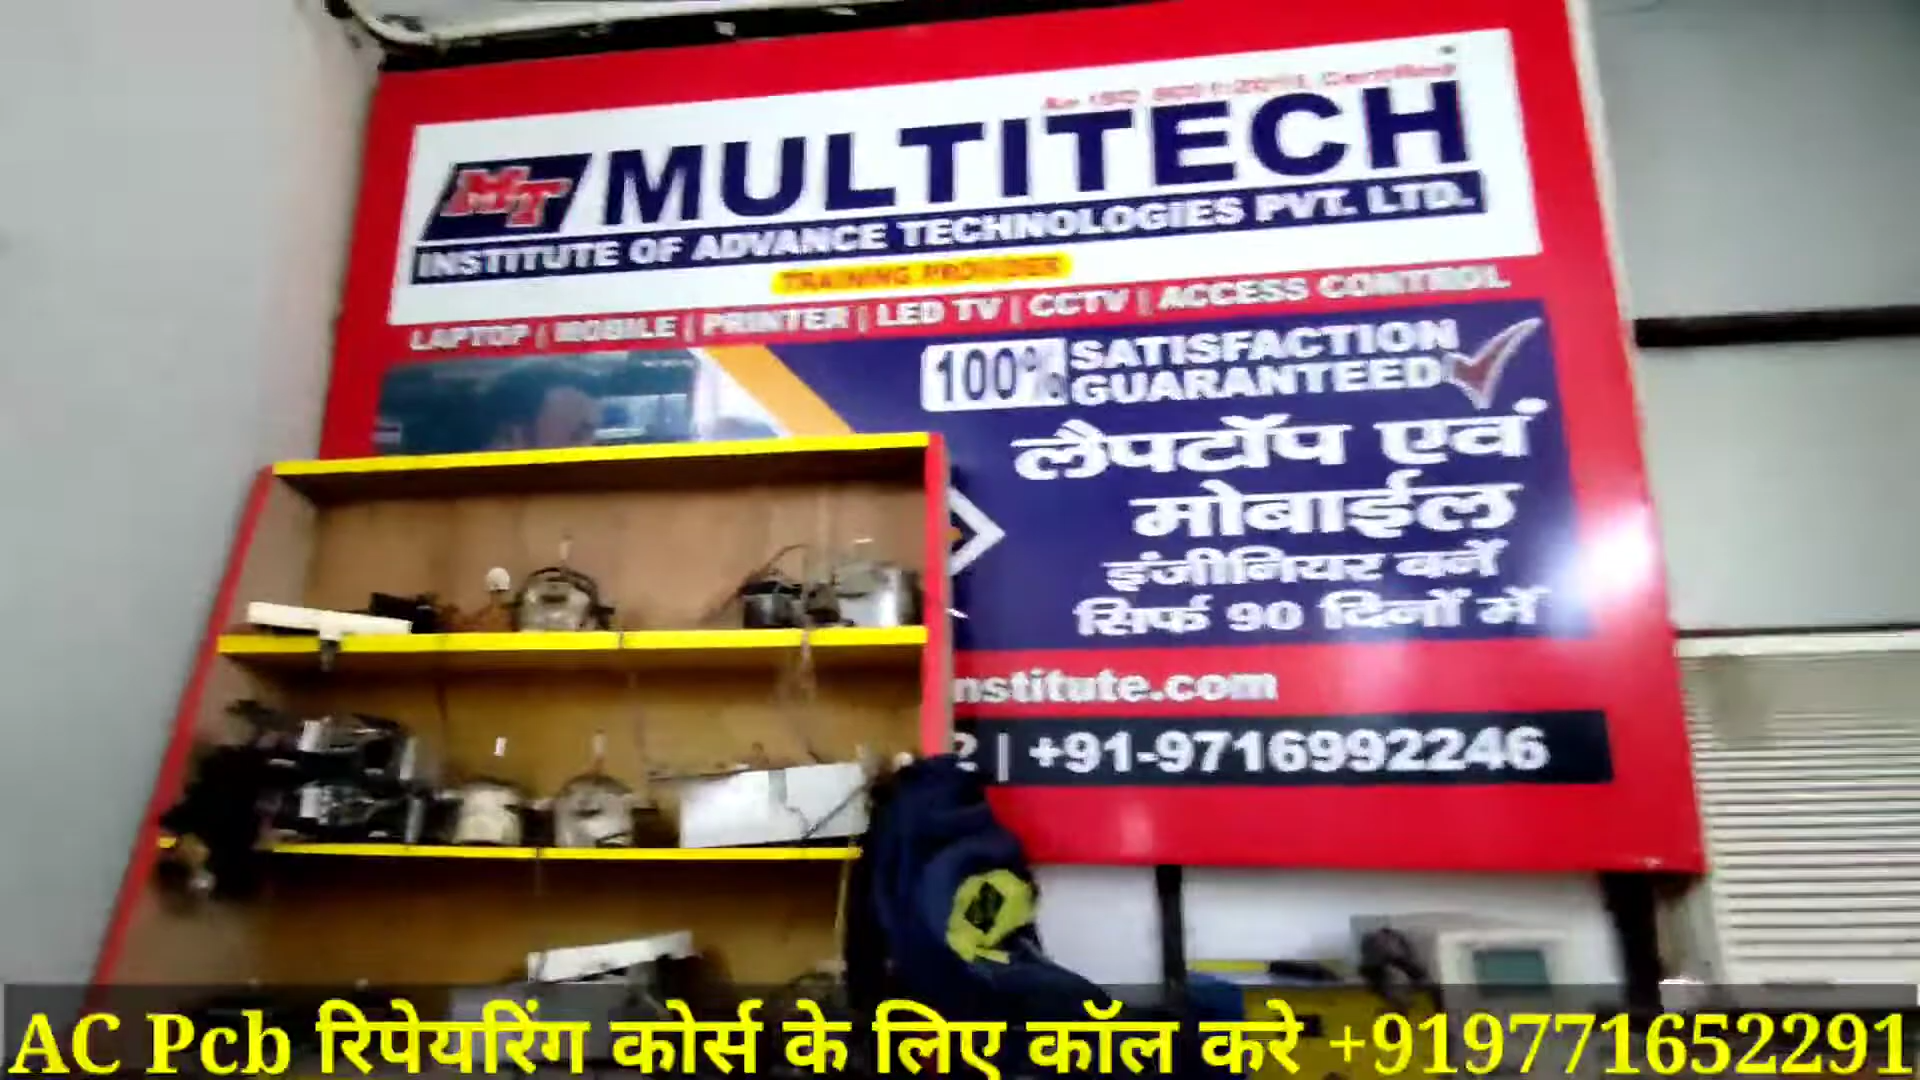 An ISO 9001:2015 Certified
MT MULTITECH
INSTITUTE OF ADVANCE TECHNOLOGIES PVT. LTD.
TRAINING PROVIDER
LAPTOP | MOBILE | PRINTER | LED TV | CCTV | ACCESS CONTROL
100% SATISFACTION
GUARANTEED
लैपटॉप एवं
मोबाईल
इंजीनियर बनें
सिर्फ 90 दिनों में
nstitute.com
2 | +91-9716992246
AC Pcb रिपेयरिंग कोर्स के लिए कॉल करे +919771652291